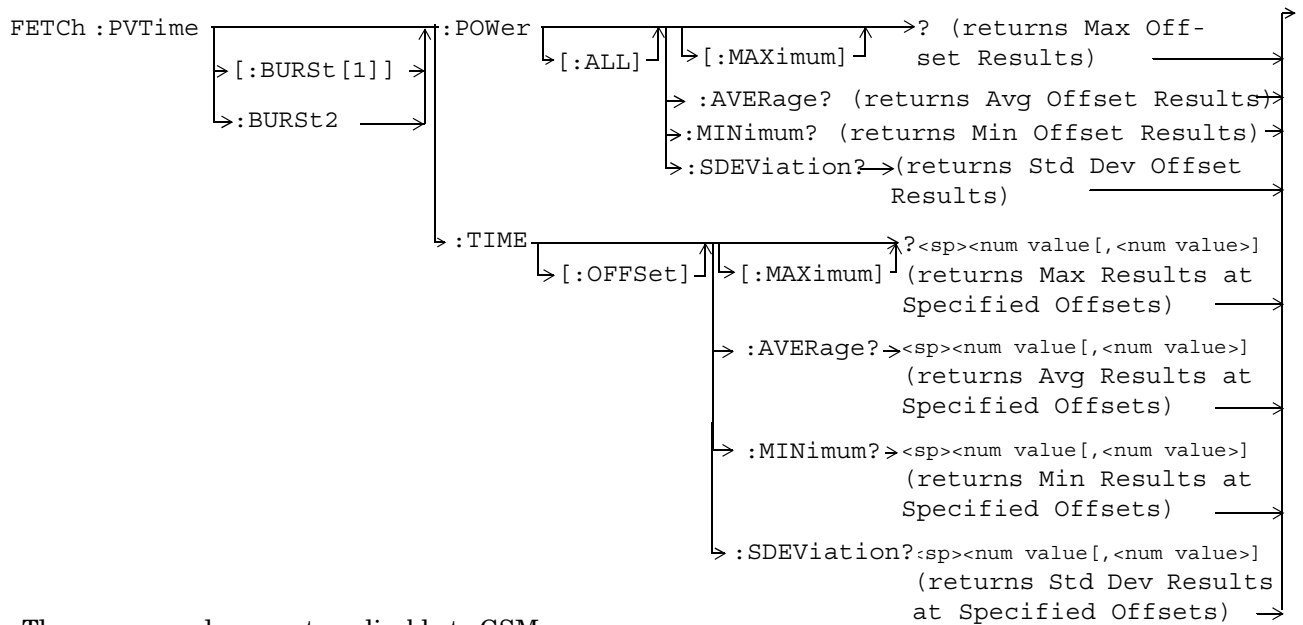 FETCh :PVTime :POWer ? (returns Max Off-
[:ALL] [:MAXimum] set Results)
[:BURSt[1]]
:AVERage? (returns Avg Offset Results)
:BURSt2
:MINimum? (returns Min Offset Results)
:SDEViation? (returns Std Dev Offset
Results)
:TIME ?<sp><num value[,<num value>]
[:OFFSet] [:MAXimum] (returns Max Results at
Specified Offsets)
:AVERage? <sp><num value[,<num value>]
(returns Avg Results at
Specified Offsets)
:MINimum? <sp><num value[,<num value>]
(returns Min Results at
Specified Offsets)
:SDEViation? <sp><num value[,<num value>]
(returns Std Dev Results
at Specified Offsets)